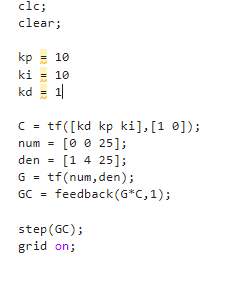 clc;
clear;
kp = 10
ki = 10
kd = 1
C = tf([kd kp ki],[1 0]);
num = [0 0 25];
den = [1 4 25];
G = tf(num,den);
GC = feedback(G*C,1);
step(GC);
grid on;